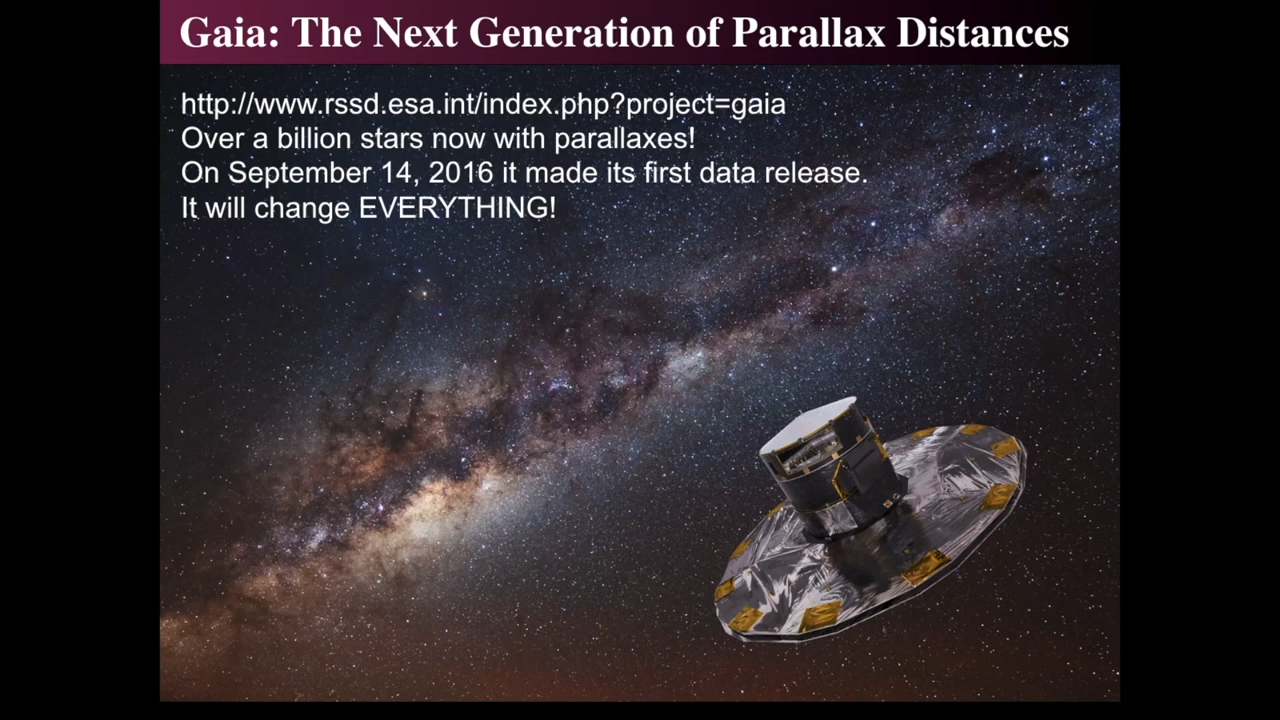 Gaia: The Next Generation of Parallax Distances
http://www.rssd.esa.int/index.php?project=gaia
Over a billion stars now with parallaxes!
On September 14, 2016 it made its first data release.
It will change EVERYTHING!